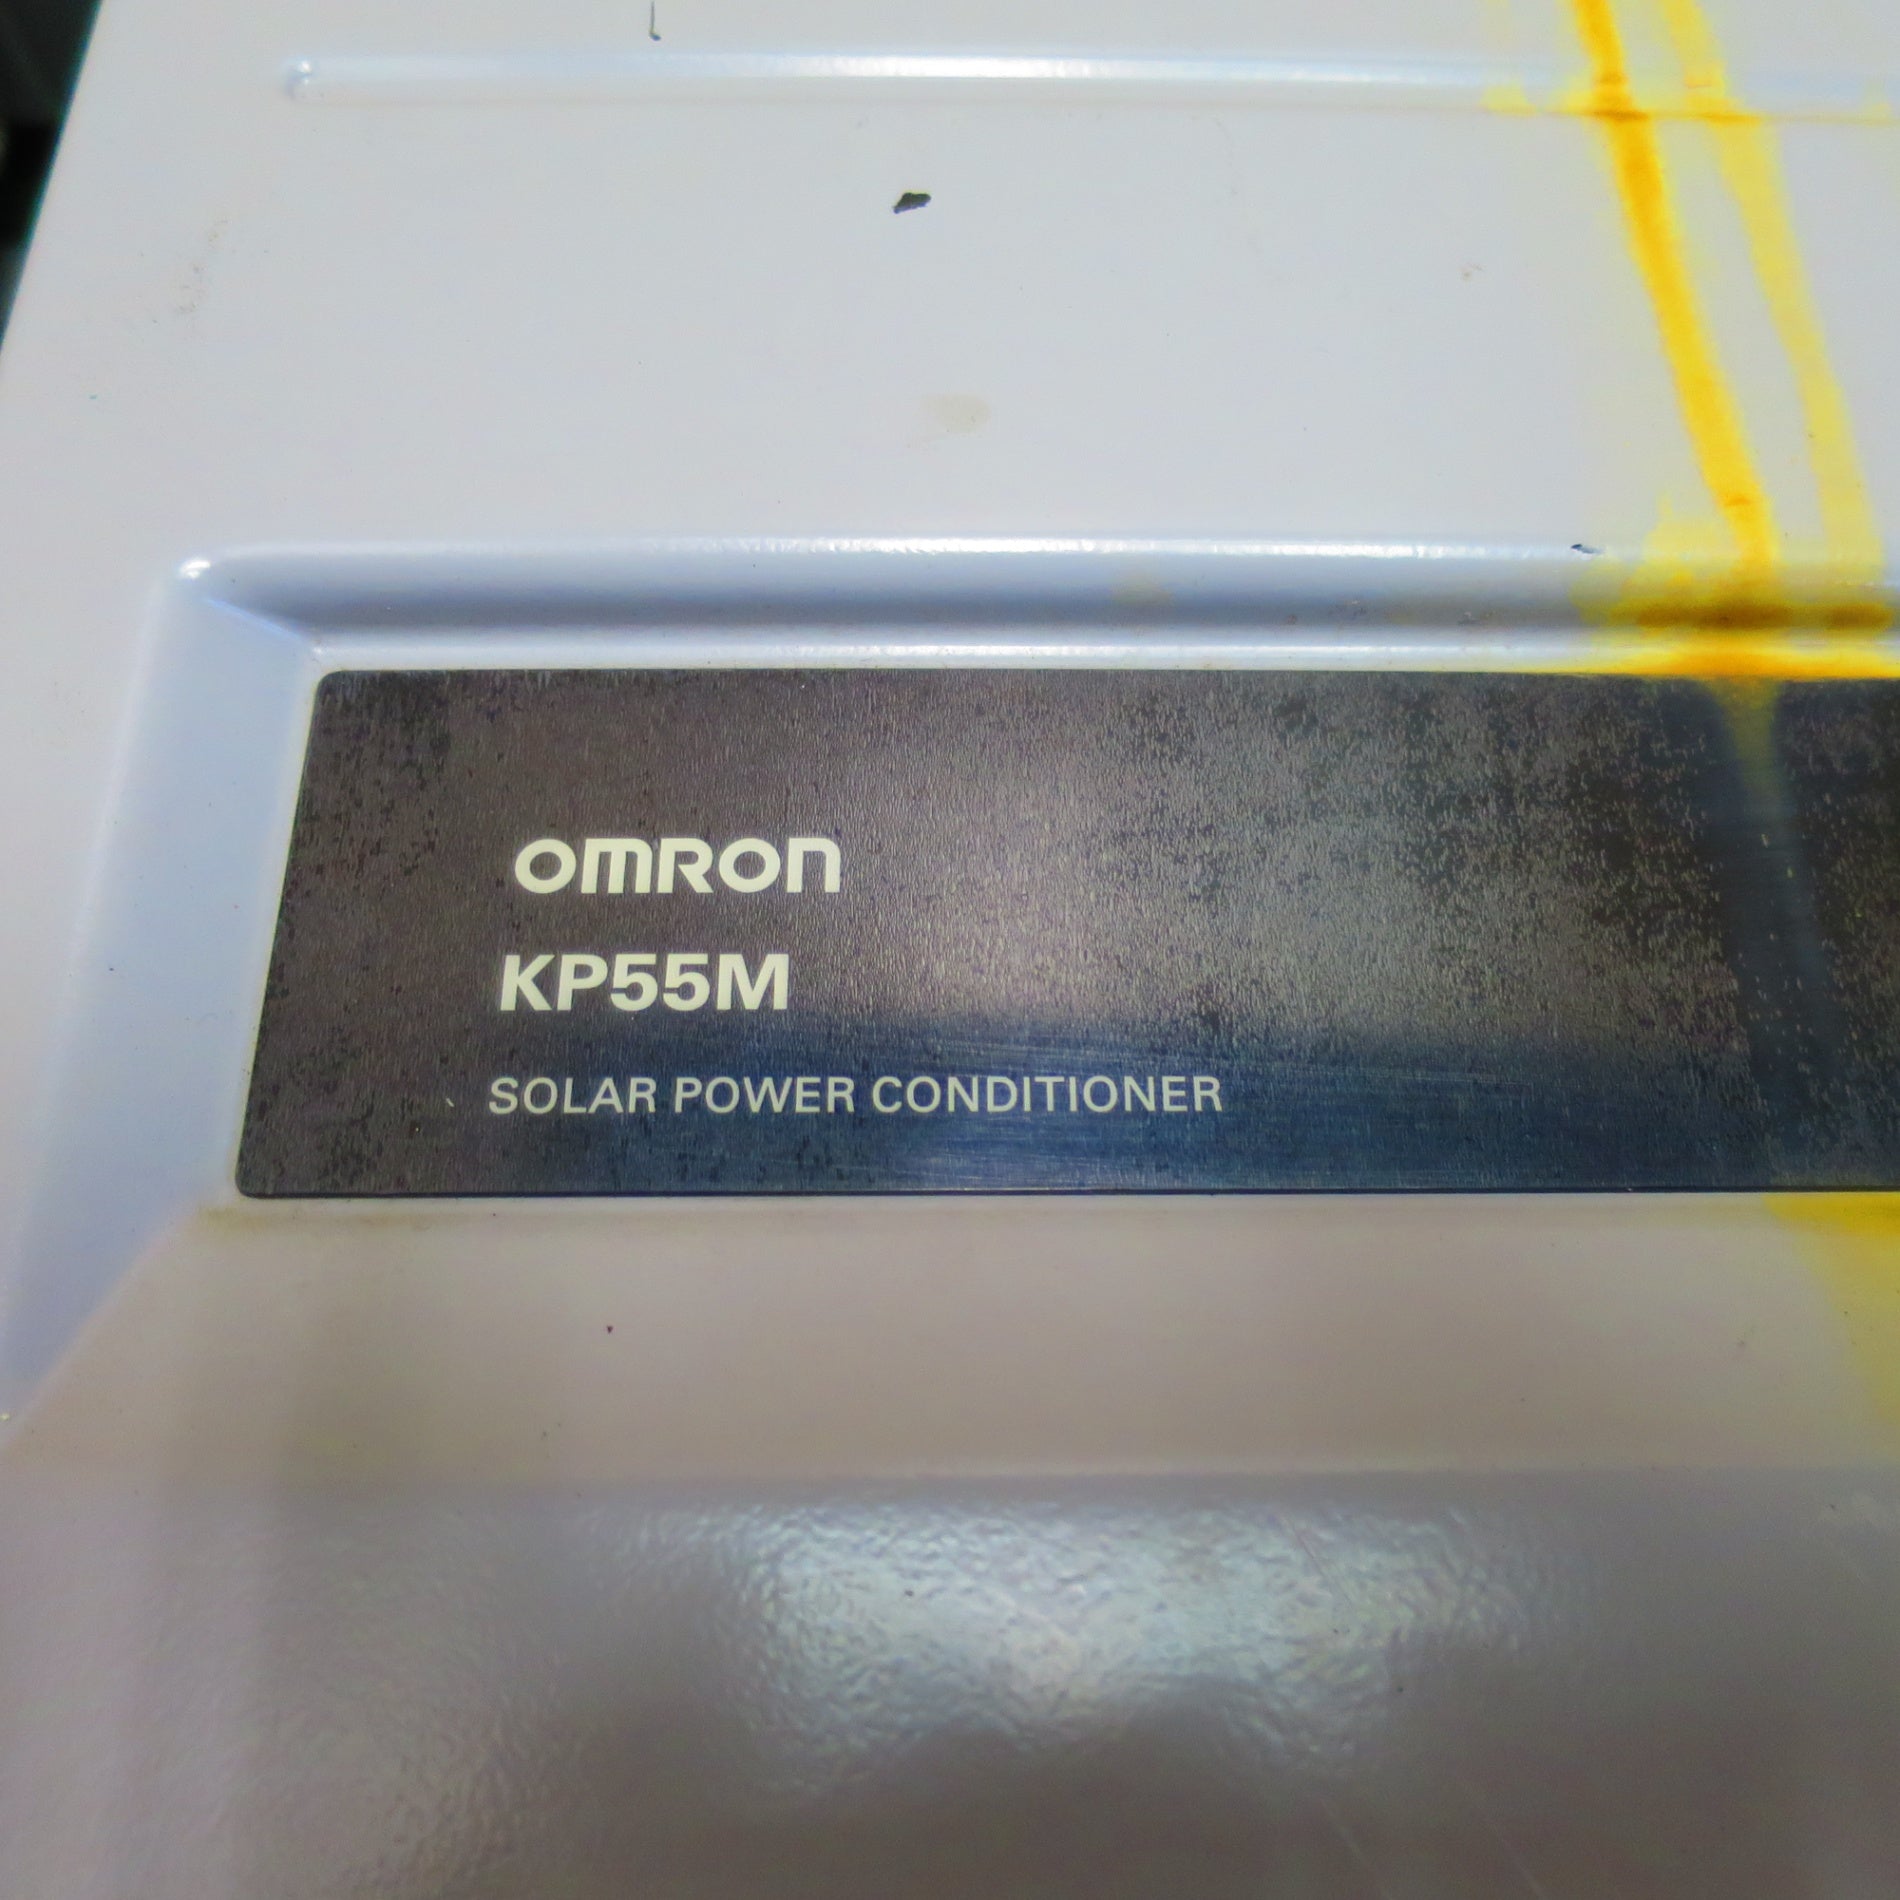 OMRON
KP55M
SOLAR POWER CONDITIONER